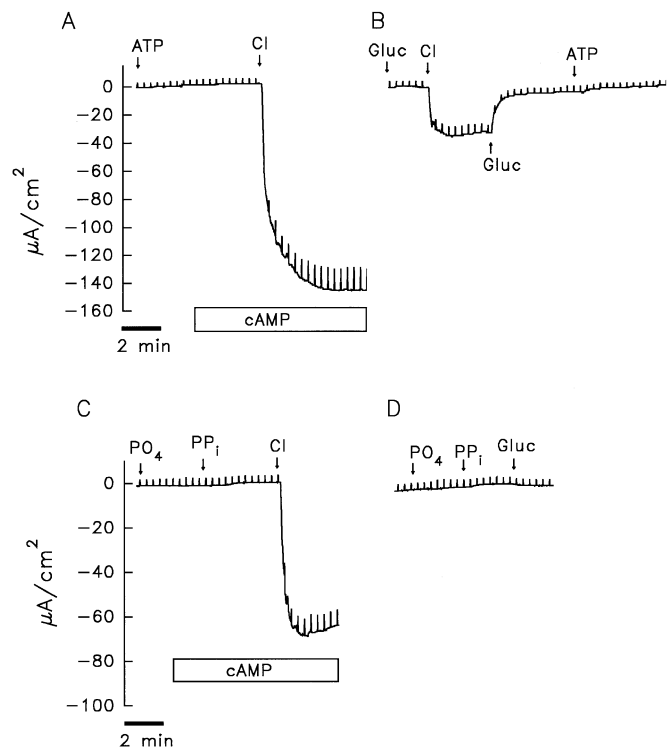 A
B
ATP
Cl
Gluc
Cl
ATP
0
−20
−40
−60
−80
−100
−120
−140
−160
μA/cm²
Gluc
cAMP
2 min
C
D
PO₄
PPᵢ
Cl
PO₄
PPᵢ
Gluc
0
−20
−40
−60
−80
−100
μA/cm²
cAMP
2 min